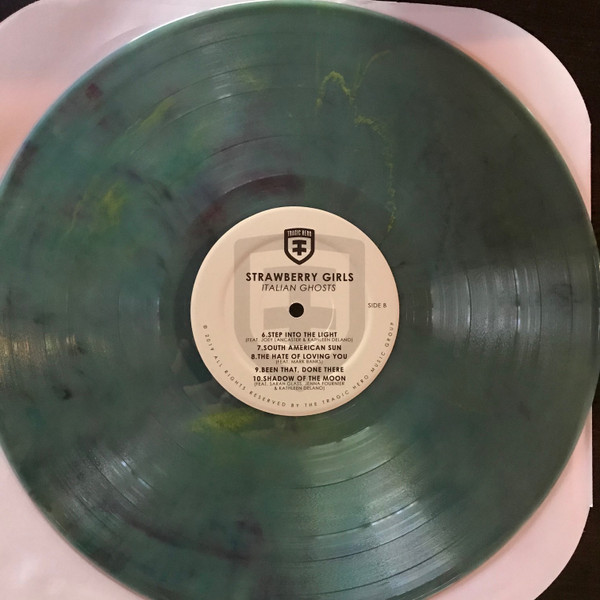 TRAGIC HERO
STRAWBERRY GIRLS
ITALIAN GHOSTS
SIDE B
6.STEP INTO THE LIGHT
(FEAT. JOEY LANCASTER & KATHLEEN DELANO)
7.SOUTH AMERICAN SUN
8.THE HATE OF LOVING YOU
(FEAT. MARK BANKS)
9.BEEN THAT, DONE THERE
10.SHADOW OF THE MOON
(FEAT. SARAH GLASS, JENNA FOURNIER
& KATHLEEN DELANO)
© 2019 ALL RIGHTS RESERVED BY THE TRAGIC HERO MUSIC GROUP